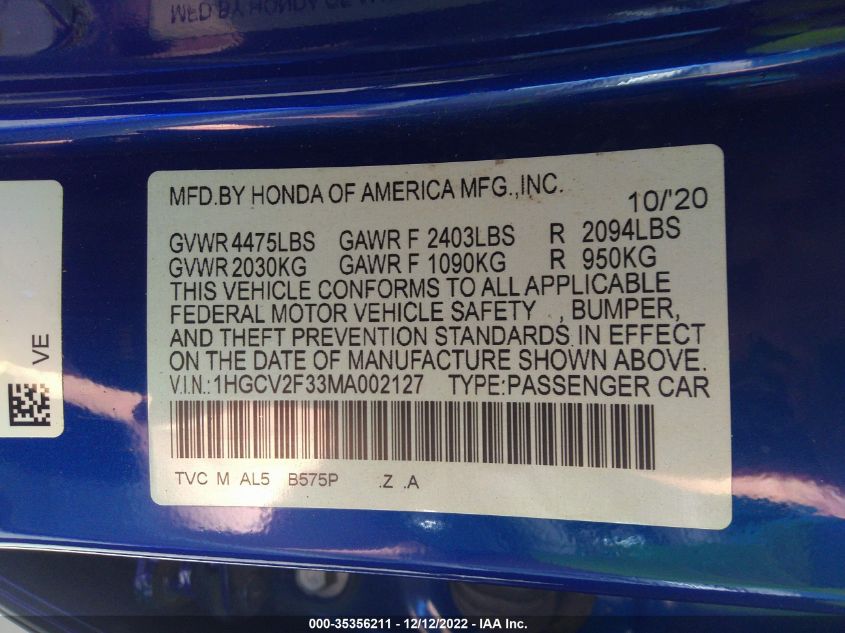 MFD.BY HONDA OF AMERICA MFG.,INC. 10/'20
GVWR 4475LBS GAWR F 2403LBS R 2094LBS
GVWR 2030KG GAWR F 1090KG R 950KG
THIS VEHICLE CONFORMS TO ALL APPLICABLE
FEDERAL MOTOR VEHICLE SAFETY , BUMPER,
AND THEFT PREVENTION STANDARDS IN EFFECT
ON THE DATE OF MANUFACTURE SHOWN ABOVE.
V.I.N.:1HGCV2F33MA002127 TYPE:PASSENGER CAR
TVC M AL5 B575P .Z .A
VE
000-35356211 - 12/12/2022 - IAA Inc.